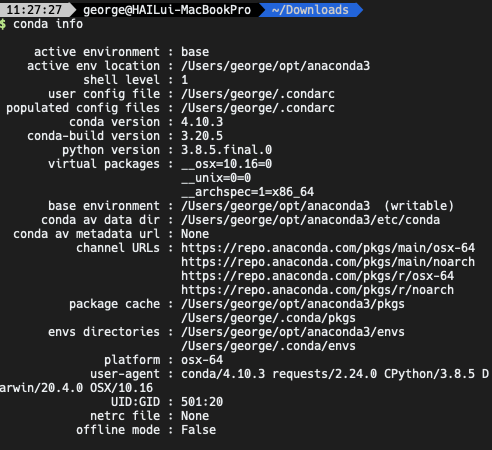 11:27:27 george@HAILui-MacBookPro ~/Downloads
$ conda info
active environment : base
active env location : /Users/george/opt/anaconda3
shell level : 1
user config file : /Users/george/.condarc
populated config files : /Users/george/.condarc
conda version : 4.10.3
conda-build version : 3.20.5
python version : 3.8.5.final.0
virtual packages : __osx=10.16=0
__unix=0=0
__archspec=1=x86_64
base environment : /Users/george/opt/anaconda3  (writable)
conda av data dir : /Users/george/opt/anaconda3/etc/conda
conda av metadata url : None
channel URLs : https://repo.anaconda.com/pkgs/main/osx-64
https://repo.anaconda.com/pkgs/main/noarch
https://repo.anaconda.com/pkgs/r/osx-64
https://repo.anaconda.com/pkgs/r/noarch
package cache : /Users/george/opt/anaconda3/pkgs
/Users/george/.conda/pkgs
envs directories : /Users/george/opt/anaconda3/envs
/Users/george/.conda/envs
platform : osx-64
user-agent : conda/4.10.3 requests/2.24.0 CPython/3.8.5 D
arwin/20.4.0 OSX/10.16
UID:GID : 501:20
netrc file : None
offline mode : False